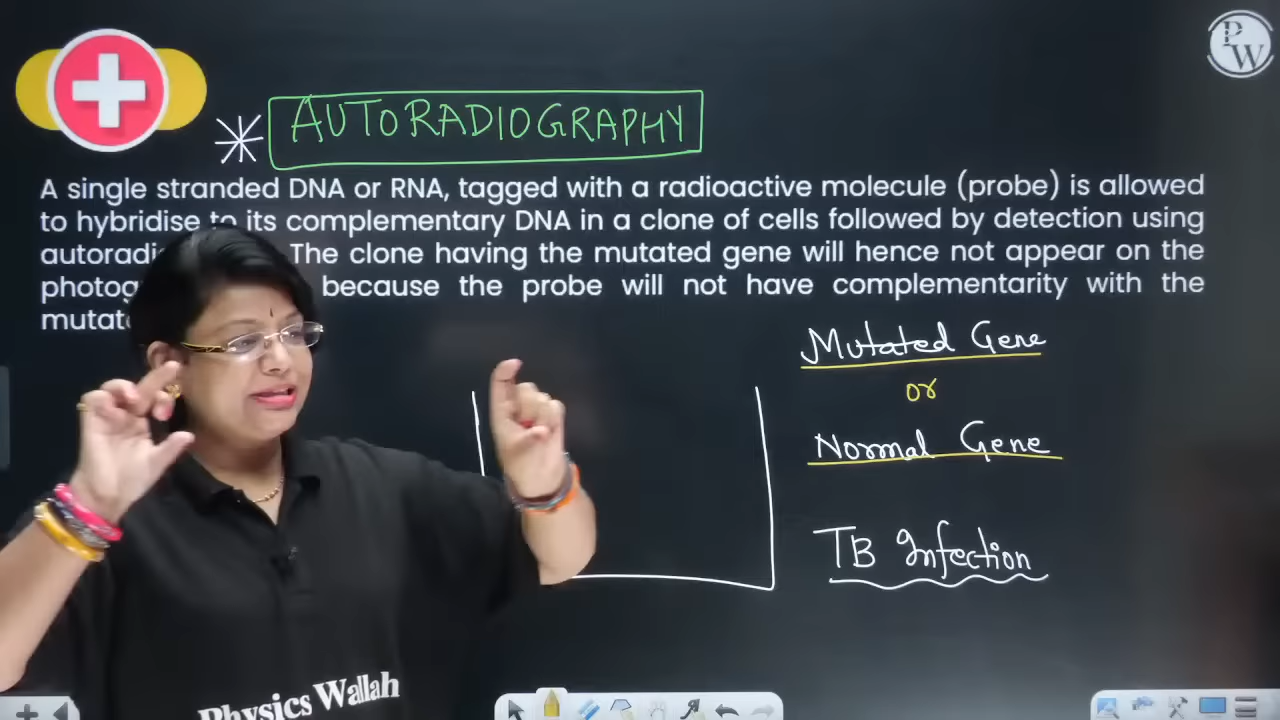 PW
AUTORADIOGRAPHY
A single stranded DNA or RNA, tagged with a radioactive molecule (probe) is allowed
to hybridise to its complementary DNA in a clone of cells followed by detection using
The clone having the mutated gene will hence not appear on the
because the probe will not have complementarity with the
Mutated Gene
or
Normal Gene
TB Infection
Physics Wallah